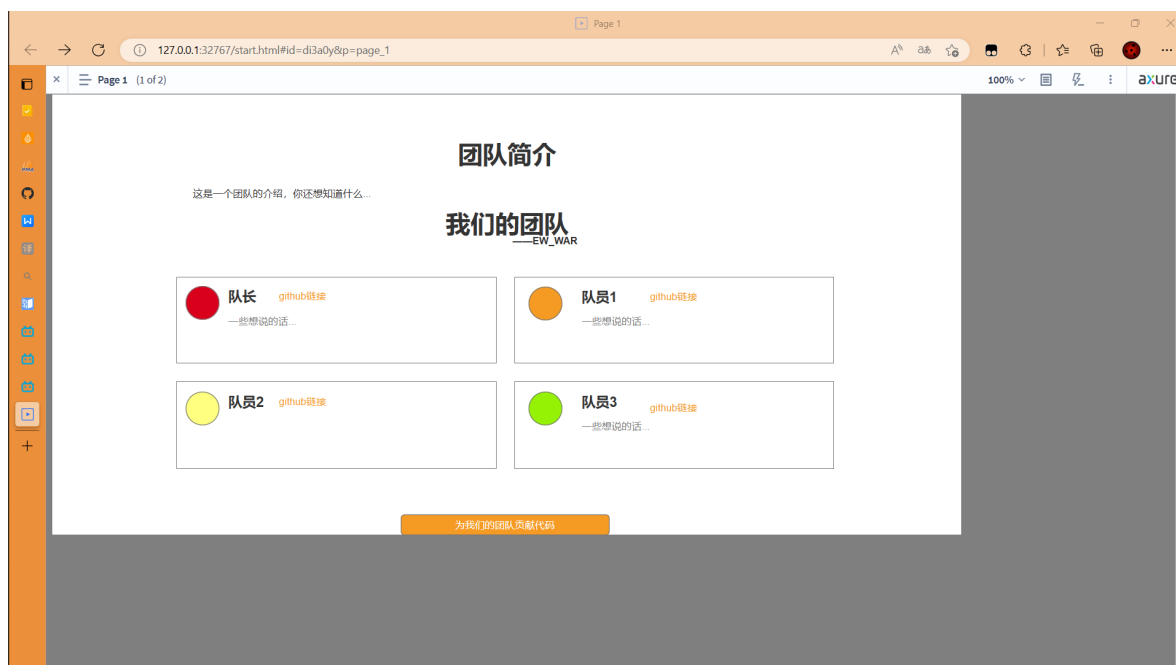 Page 1
127.0.0.1:32767/start.html#id=di3a0y&p=page_1
Page 1 (1 of 2)
100%
axure
团队简介
这是一个团队的介绍，你还想知道什么...
我们的团队
——EW_WAR
队长 github链接
一些想说的话...
队员1 github链接
一些想说的话...
队员2 github链接
队员3 github链接
一些想说的话...
为我们的团队贡献代码